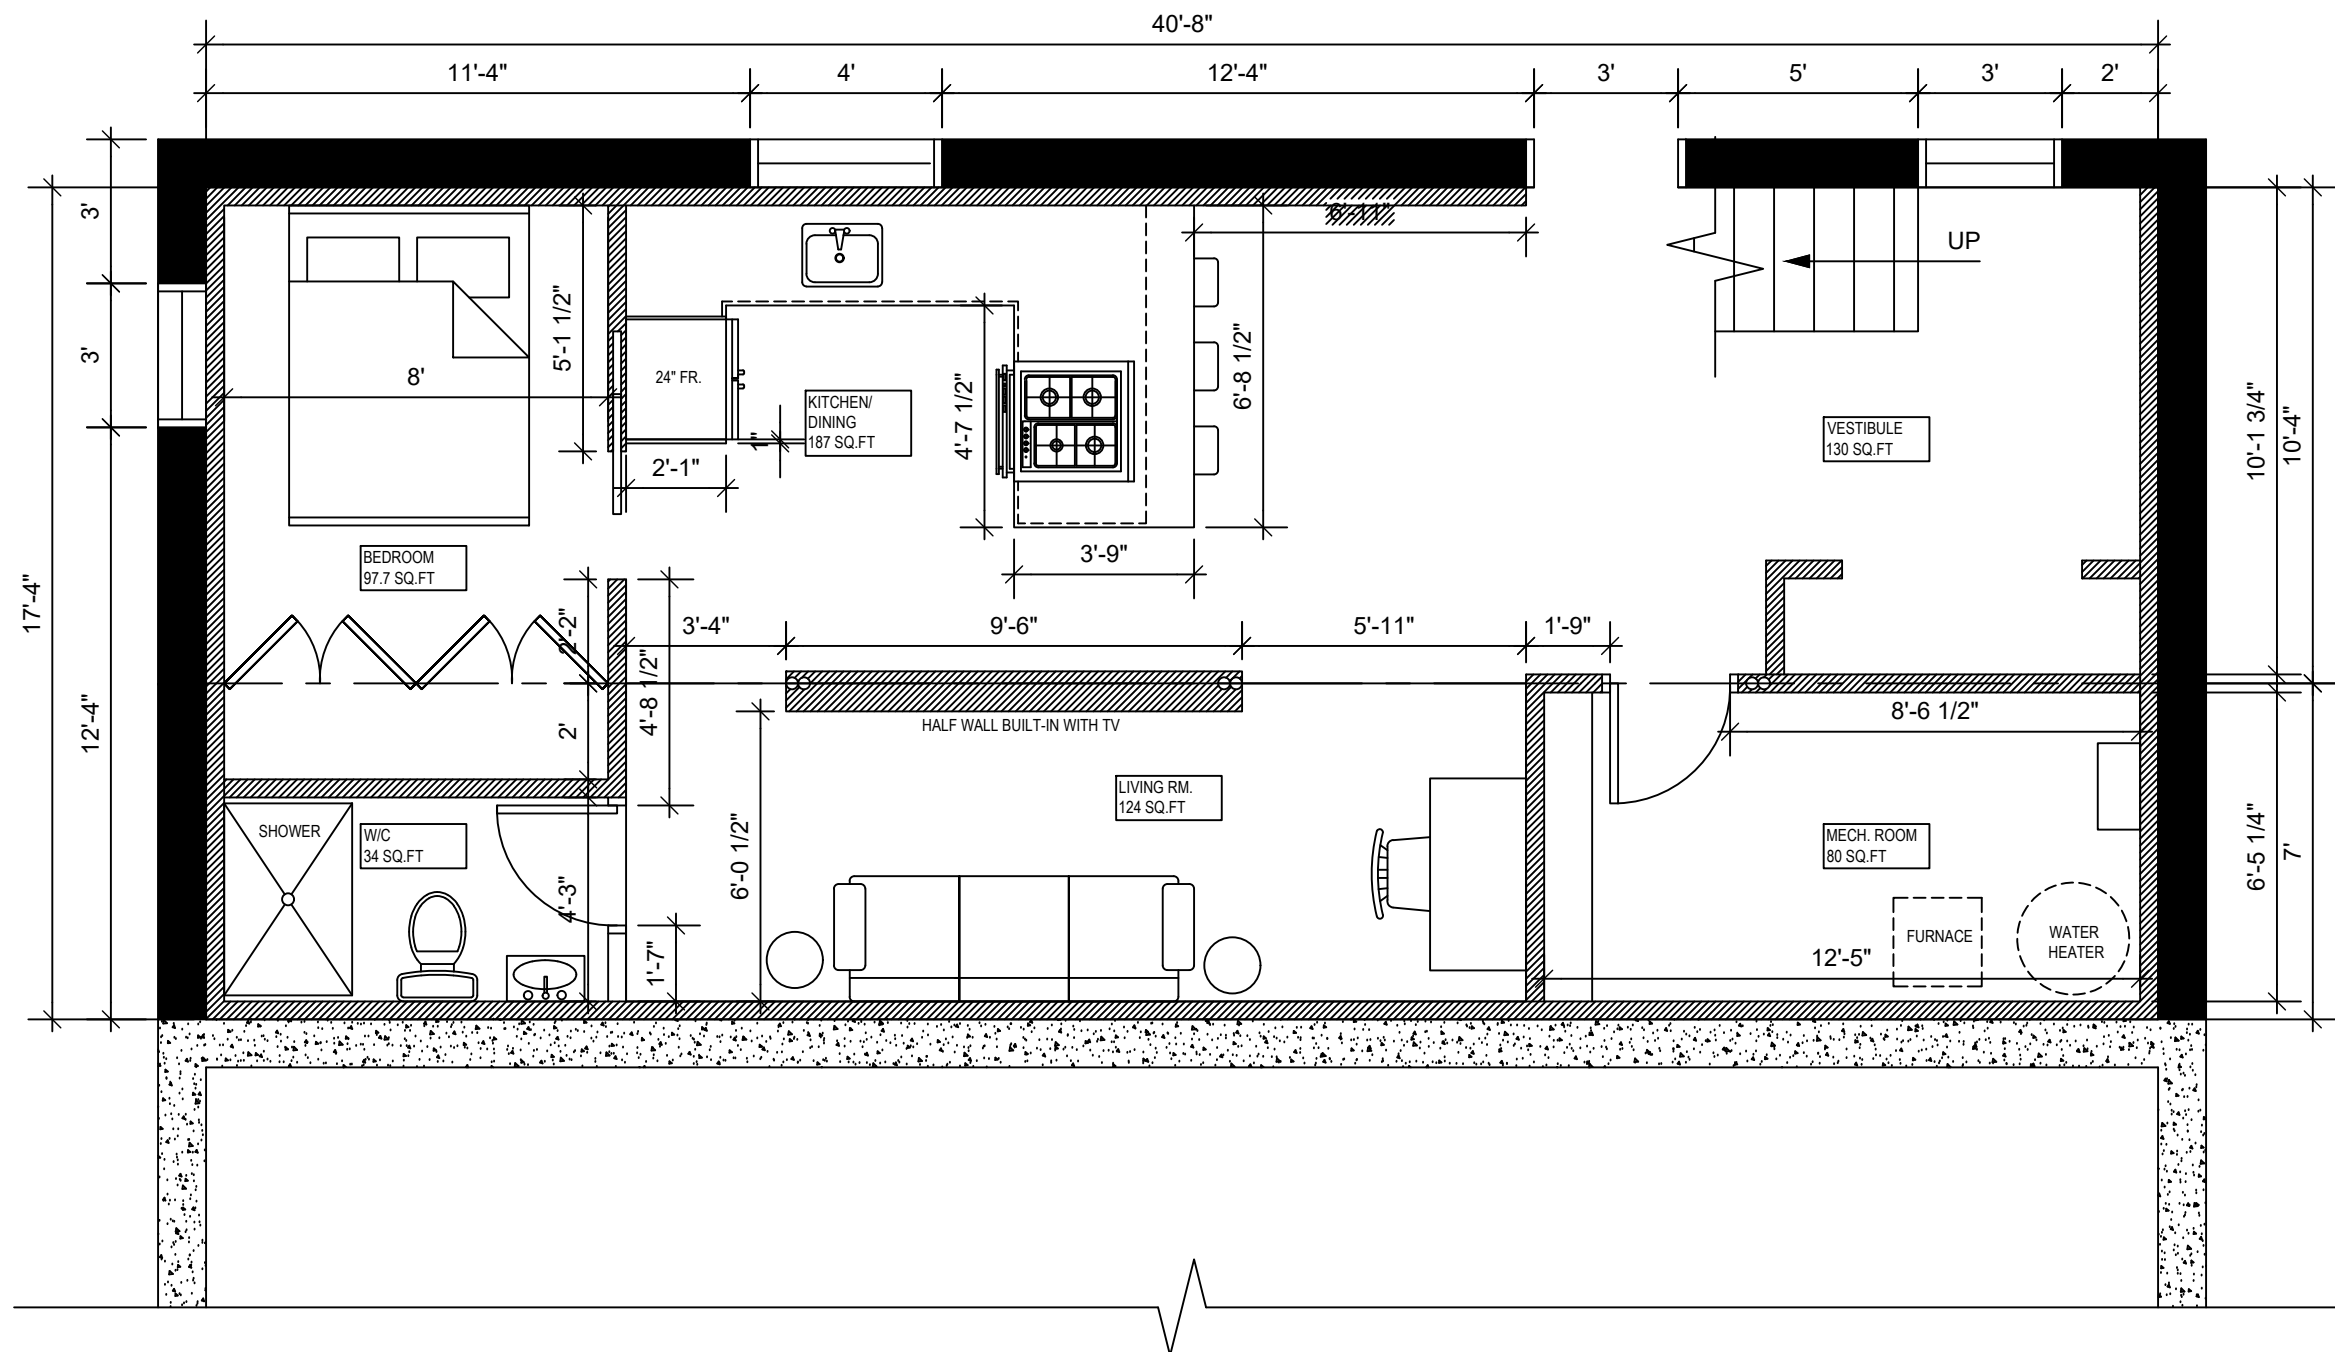 40'-8"
11'-4"
4'
12'-4"
3'
5'
3'
2'
3'
6'-11"
UP
5'-1 1/2"
3'
8'
24" FR.
KITCHEN/
DINING
187 SQ.FT
1"
4'-7 1/2"
6'-8 1/2"
2'-1"
VESTIBULE
130 SQ.FT
10'-1 3/4"
10'-4"
3'-9"
BEDROOM
97.7 SQ.FT
17'-4"
2'-2"
3'-4"
9'-6"
5'-11"
1'-9"
4'-8 1/2"
12'-4"
2'
HALF WALL BUILT-IN WITH TV
8'-6 1/2"
LIVING RM.
124 SQ.FT
SHOWER
W/C
34 SQ.FT
6'-0 1/2"
MECH. ROOM
80 SQ.FT
6'-5 1/4"
7'
4'-3"
1'-7"
FURNACE
WATER
HEATER
12'-5"